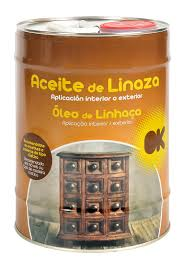 Aceite de Linaza
Aplicación interior o exterior
Óleo de Linhaça
Aplicação interior / exterior
OK